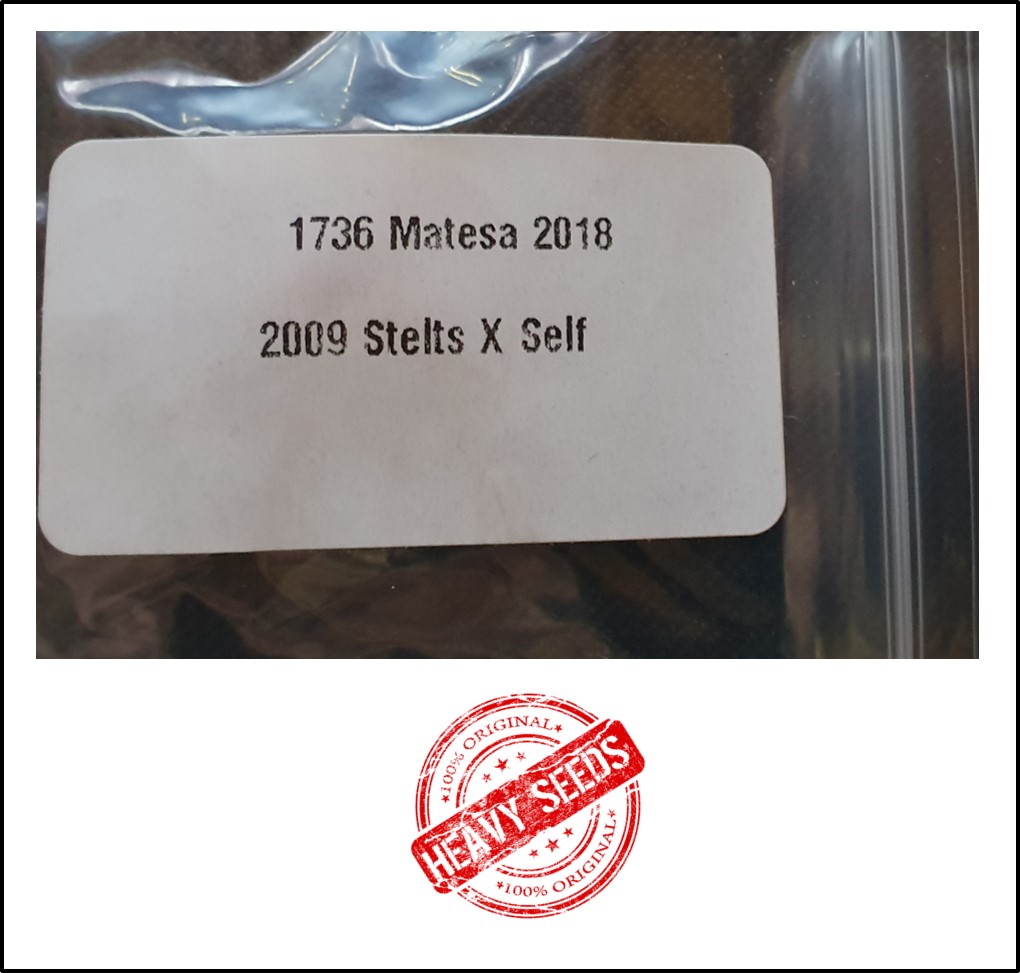 1736 Matesa 2018
2009 Stelts X Self
★100% ORIGINAL★
HEAVY SEEDS
★100% ORIGINAL★